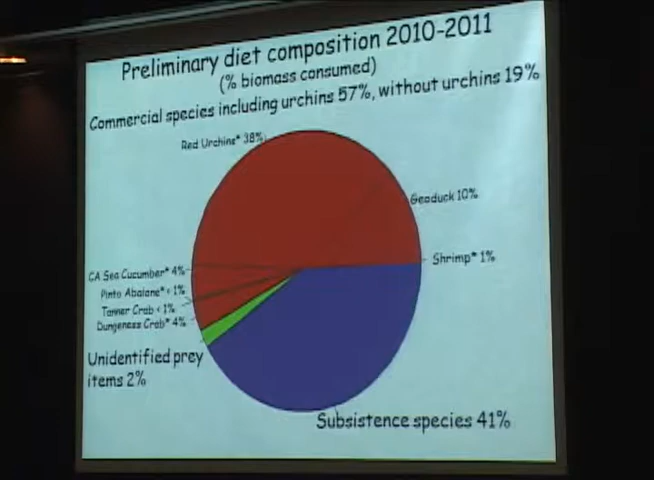 Preliminary diet composition 2010-2011
(% biomass consumed)
Commercial species including urchins 57%, without urchins 19%
Red Urchins* 38%
Geoduck 10%
Shrimp* 1%
CA Sea Cucumber* 4%
Pinto Abalone* < 1%
Tanner Crab < 1%
Dungeness Crab* 4%
Unidentified prey
items 2%
Subsistence species 41%